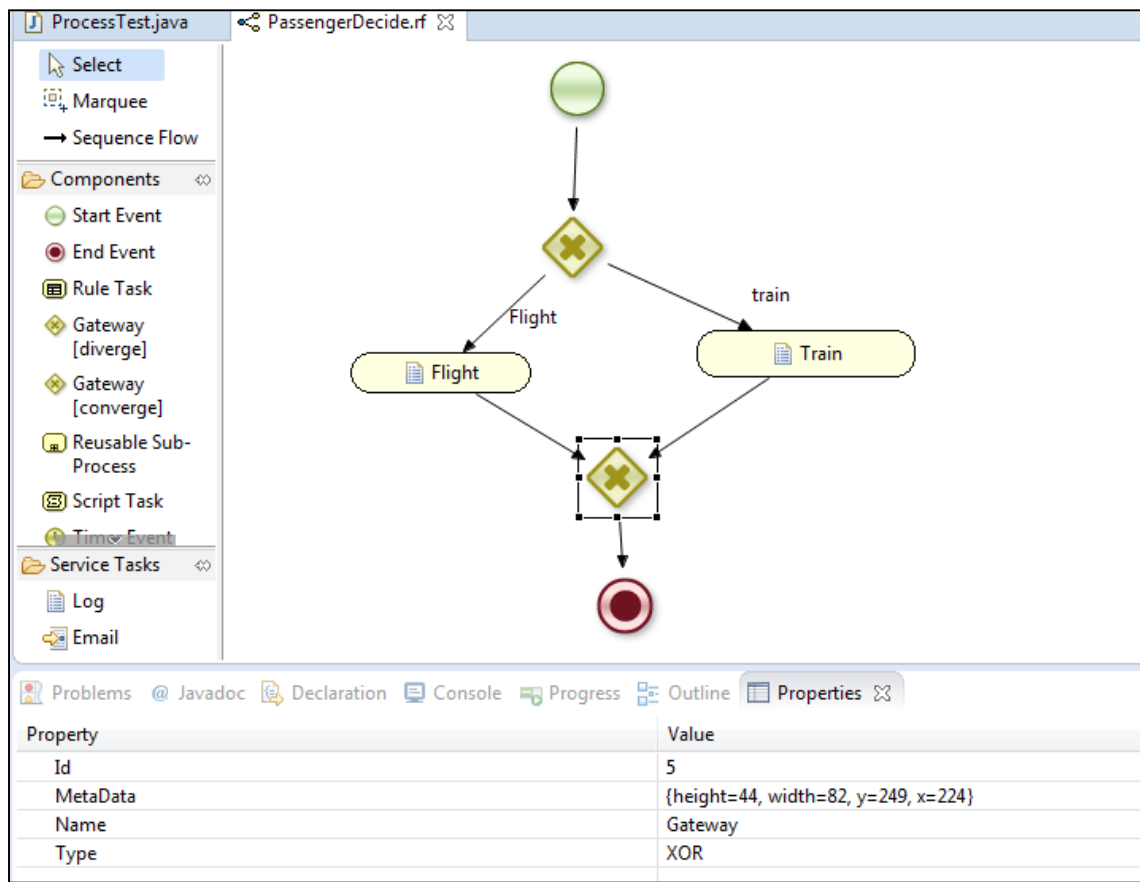 ProcessTest.java
PassengerDecide.rf
Select
Marquee
Sequence Flow
Components
Start Event
End Event
Rule Task
Gateway
[diverge]
Gateway
[converge]
Reusable Sub-
Process
Script Task
Timer Event
Service Tasks
Log
Email
Flight
train
Flight
Train
Problems @ Javadoc Declaration Console Progress Outline Properties
Property Value
Id 5
MetaData {height=44, width=82, y=249, x=224}
Name Gateway
Type XOR